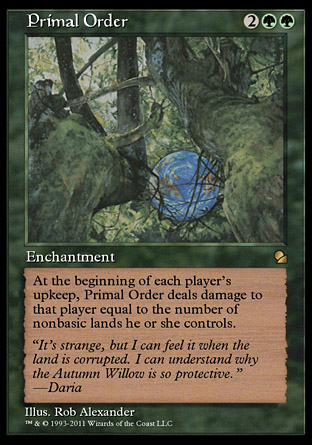 Primal Order 2
Enchantment
At the beginning of each player's
upkeep, Primal Order deals damage to
that player equal to the number of
nonbasic lands he or she controls.
"It's strange, but I can feel it when the
land is corrupted. I can understand why
the Autumn Willow is so protective."
—Daria
Illus. Rob Alexander
™ & © 1993-2011 Wizards of the Coast LLC